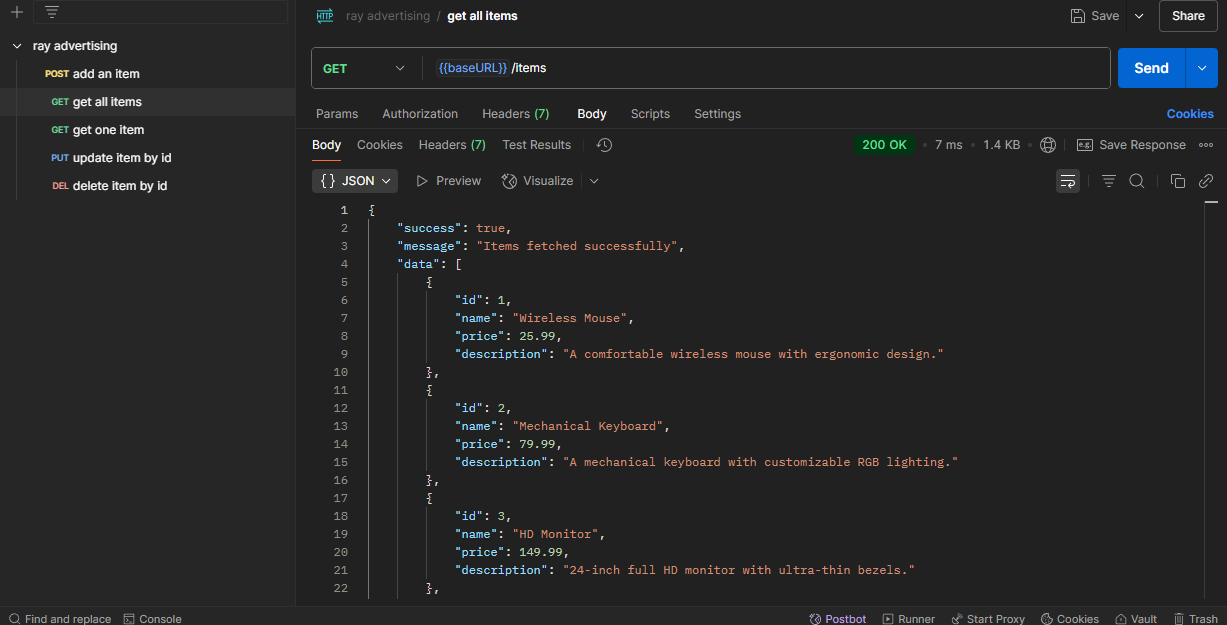 ray advertising / get all items
Save
Share
ray advertising
POST add an item
GET get all items
GET get one item
PUT update item by id
DEL delete item by id
GET {{baseURL}} /items
Send
Params Authorization Headers (7) Body Scripts Settings Cookies
Body Cookies Headers (7) Test Results 200 OK • 7 ms • 1.4 KB • Save Response
{} JSON Preview Visualize
1 {
2 "success": true,
3 "message": "Items fetched successfully",
4 "data": [
5 {
6 "id": 1,
7 "name": "Wireless Mouse",
8 "price": 25.99,
9 "description": "A comfortable wireless mouse with ergonomic design."
10 },
11 {
12 "id": 2,
13 "name": "Mechanical Keyboard",
14 "price": 79.99,
15 "description": "A mechanical keyboard with customizable RGB lighting."
16 },
17 {
18 "id": 3,
19 "name": "HD Monitor",
20 "price": 149.99,
21 "description": "24-inch full HD monitor with ultra-thin bezels."
22 },
Find and replace Console Postbot Runner Start Proxy Cookies Vault Trash